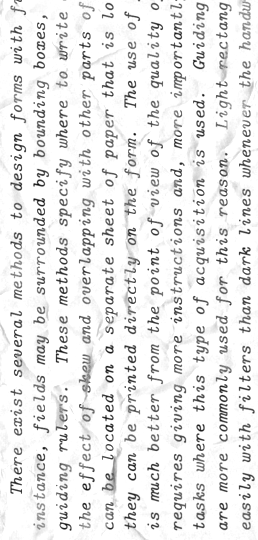 There exist several methods to design forms with
instance, fields may be surrounded by bounding boxes,
guiding rulers. These methods specify where to write
the effect of skew and overlapping with other parts of
can be located on a separate sheet of paper that is
they can be printed directly on the form. The use of
is much better from the point of view of the quality
requires giving more instructions and, more
tasks where this type of acquisition is used. Guiding
are more commonly used for this reason. Light
easily with filters than dark lines whenever the